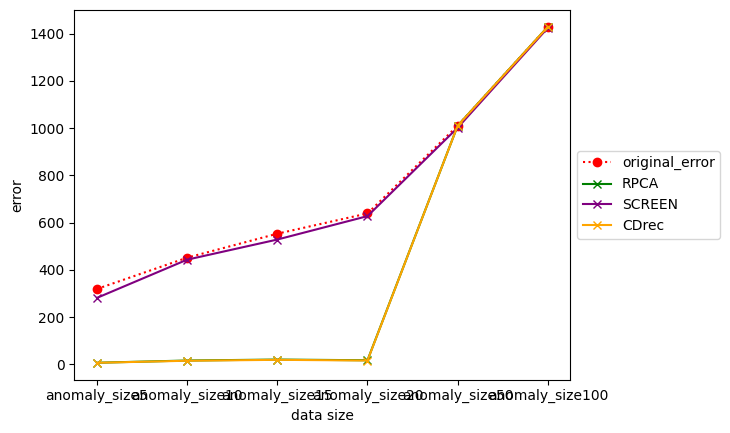 1400
1200
1000
800
600
400
200
0
error
anomaly_size5 anomaly_size10 anomaly_size15 anomaly_size20 anomaly_size50 anomaly_size100
data size
original_error
RPCA
SCREEN
CDrec